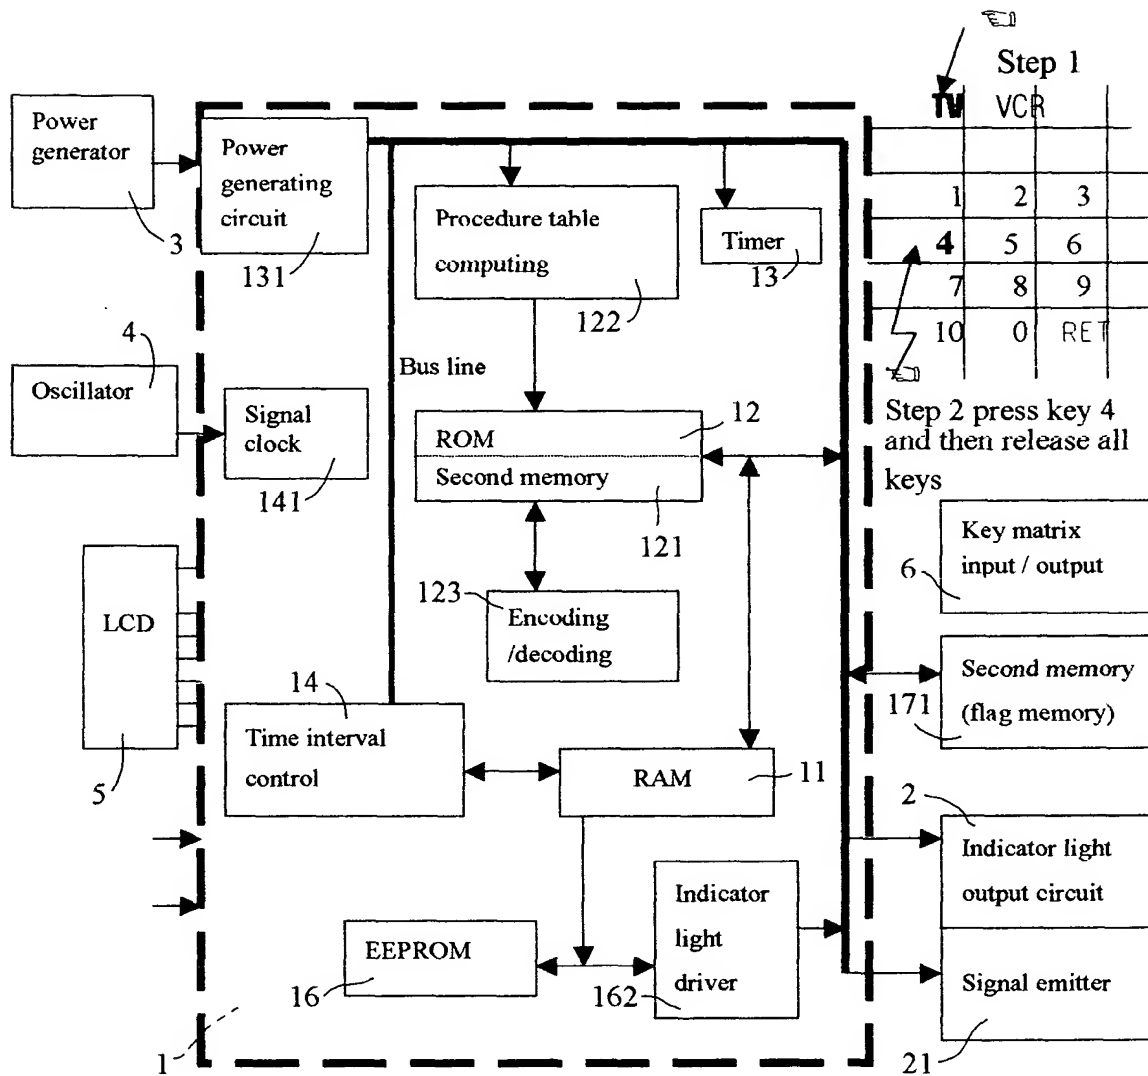 Step 1
TV VCR
1 2 3
4 5 6
7 8 9
10 0 RET
Step 2 press key 4
and then release all
keys
Power
generator
3
Power
generating
circuit
131
Procedure table
computing
122
Timer
13
4
Oscillator
Signal
clock
141
Bus line
12
ROM
Second memory
121
123
Encoding
/decoding
LCD
5
14
Time interval
control
RAM
11
EEPROM
16
Indicator
light
driver
162
1
Key matrix
input / output
6
Second memory
(flag memory)
171
2
Indicator light
output circuit
Signal emitter
21